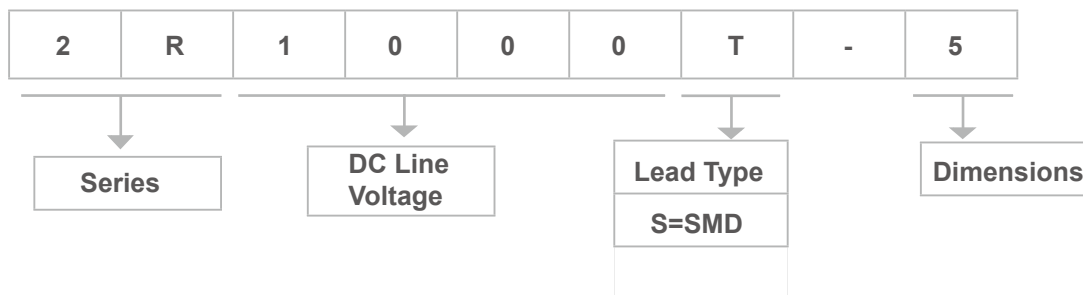 2 R 1 0 0 0 T - 5
Series
DC Line
Voltage
Lead Type
S=SMD
Dimensions